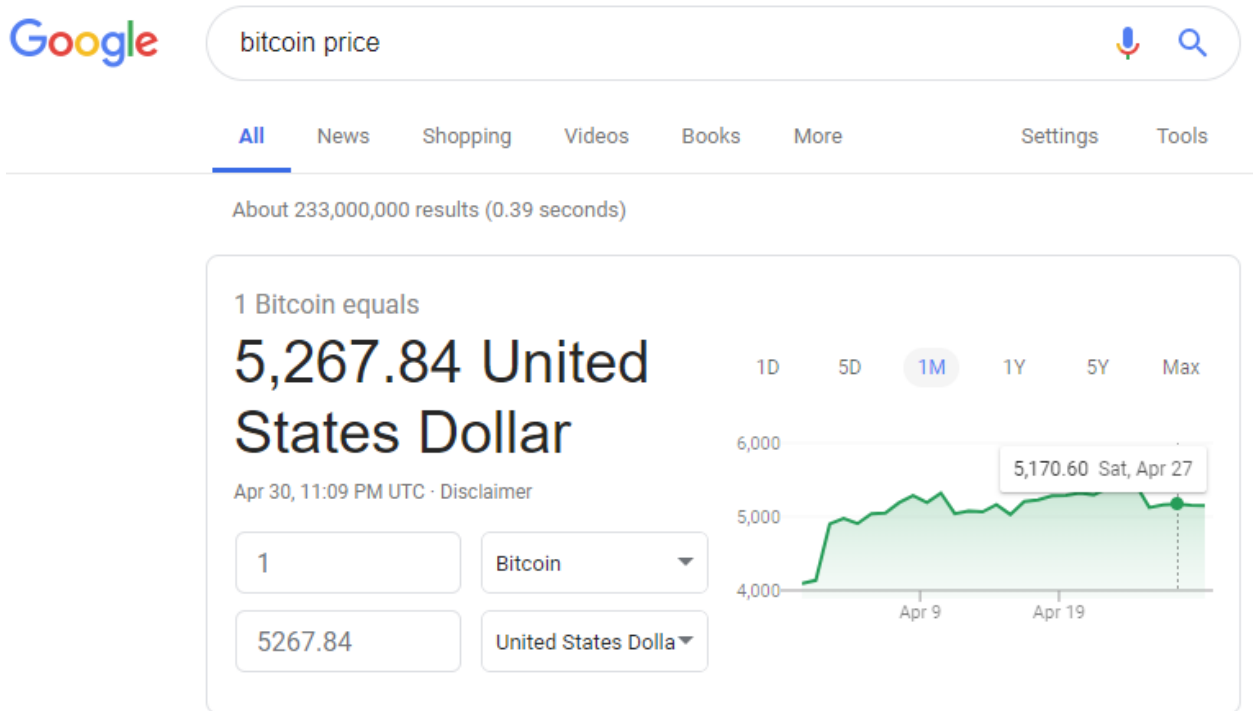 Google
bitcoin price
All News Shopping Videos Books More Settings Tools
About 233,000,000 results (0.39 seconds)
1 Bitcoin equals
5,267.84 United
States Dollar
Apr 30, 11:09 PM UTC · Disclaimer
1 Bitcoin
5267.84 United States Dolla
1D 5D 1M 1Y 5Y Max
6,000
5,170.60 Sat, Apr 27
5,000
4,000
Apr 9 Apr 19